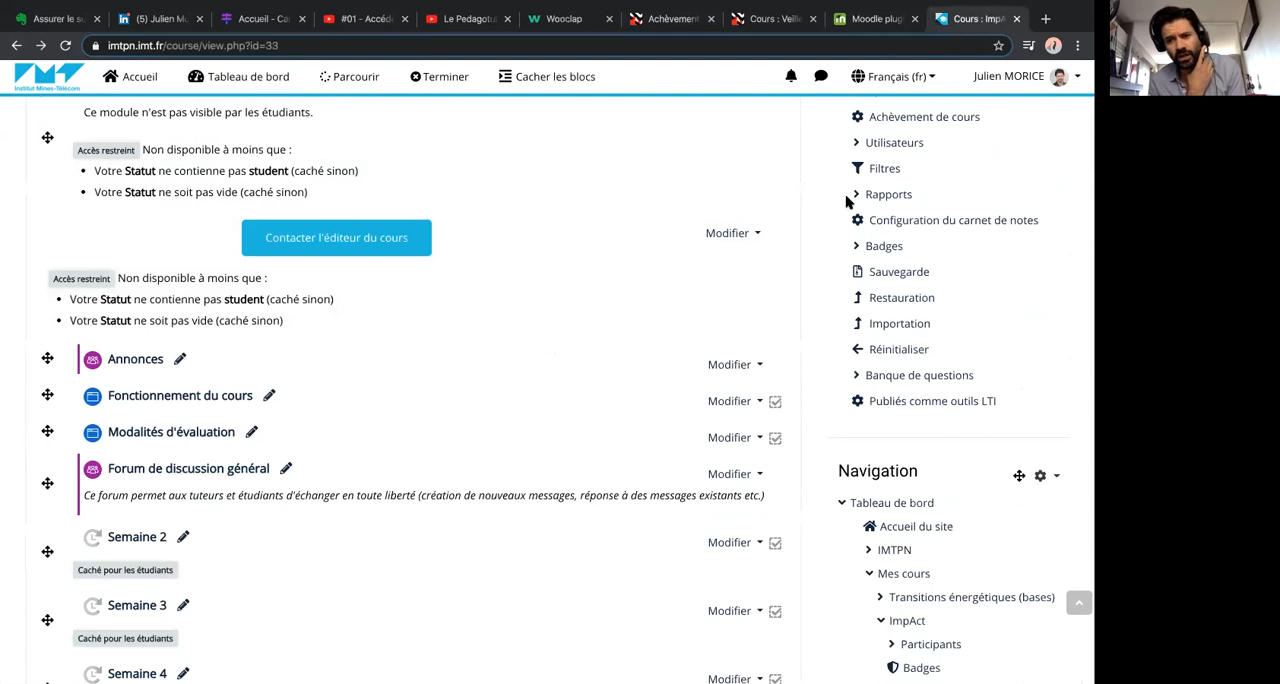 Assurer le su
(5) Julien Mo
Accueil - Ca
#01 - Accéde
Le Pedagotu
Wooclap
Achèvement
Cours : Veille
Moodle plug
Cours : ImpA
imtpn.imt.fr/course/view.php?id=33
IMT
Institut Mines-Télécom
Accueil
Tableau de bord
Parcourir
Terminer
Cacher les blocs
Français (fr)
Julien MORICE
Ce module n'est pas visible par les étudiants.
Accès restreint Non disponible à moins que :
Votre Statut ne contienne pas student (caché sinon)
Votre Statut ne soit pas vide (caché sinon)
Contacter l'éditeur du cours
Modifier
Accès restreint Non disponible à moins que :
Votre Statut ne contienne pas student (caché sinon)
Votre Statut ne soit pas vide (caché sinon)
Annonces
Modifier
Fonctionnement du cours
Modifier
Modalités d'évaluation
Modifier
Forum de discussion général
Modifier
Ce forum permet aux tuteurs et étudiants d'échanger en toute liberté (création de nouveaux messages, réponse à des messages existants etc.)
Semaine 2
Modifier
Caché pour les étudiants
Semaine 3
Modifier
Caché pour les étudiants
Semaine 4
Modifier
Achèvement de cours
Utilisateurs
Filtres
Rapports
Configuration du carnet de notes
Badges
Sauvegarde
Restauration
Importation
Réinitialiser
Banque de questions
Publiés comme outils LTI
Navigation
Tableau de bord
Accueil du site
IMTPN
Mes cours
Transitions énergétiques (bases)
ImpAct
Participants
Badges